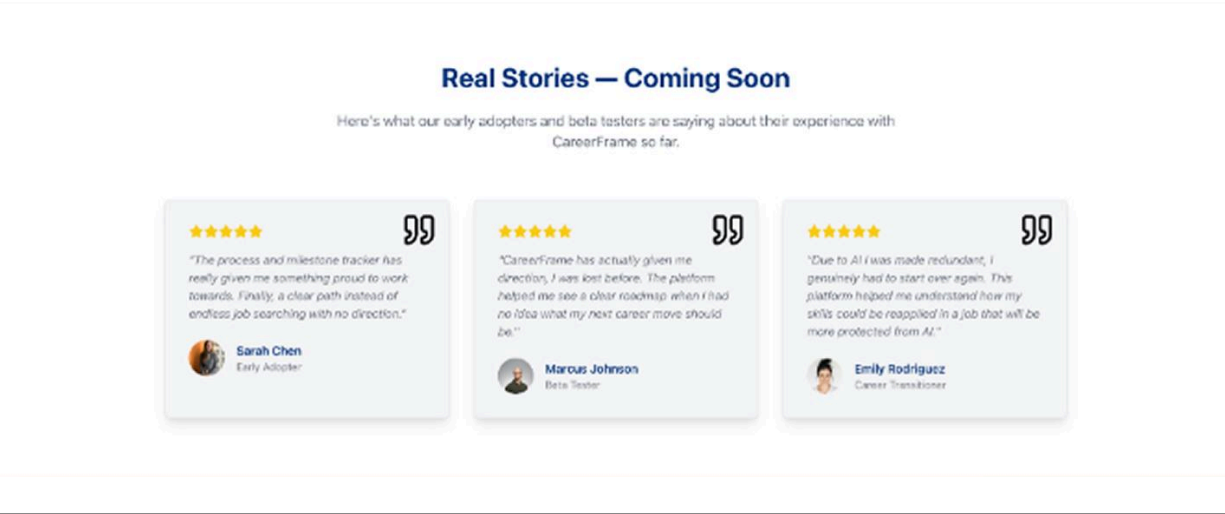 Real Stories — Coming Soon
Here's what our early adopters and beta testers are saying about their experience with
CareerFrame so far.
"The process and milestone tracker has
really given me something proud to work
towards. Finally, a clear path instead of
endless job searching with no direction."
Sarah Chen
Early Adopter
"CareerFrame has actually given me
direction, I was lost before. The platform
helped me see a clear roadmap when I had
no idea what my next career move should
be."
Marcus Johnson
Beta Tester
"Due to AI I was made redundant, I
genuinely had to start over again. This
platform helped me understand how my
skills could be reapplied in a job that will be
more protected from AI."
Emily Rodriguez
Career Transitioner